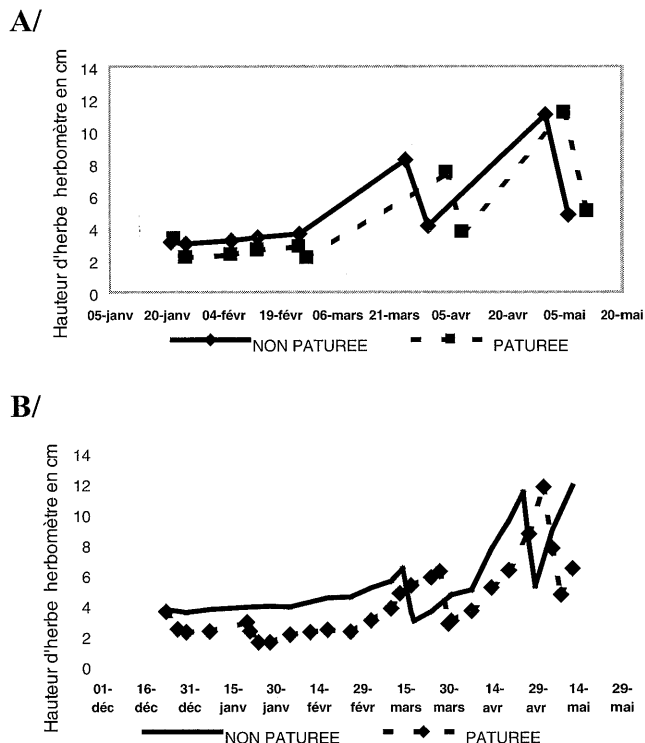 A/
Hauteur d'herbe herbomètre en cm
14
12
10
8
6
4
2
0
05-janv 20-janv 04-févr 19-févr 06-mars 21-mars 05-avr 20-avr 05-mai 20-mai
NON PATUREE PATUREE
B/
Hauteur d'herbe herbomètre en cm
14
12
10
8
6
4
2
0
01- 16- 31- 15- 30- 14- 29- 15- 30- 14- 29- 14- 29-
déc déc déc janv janv févr févr mars mars avr avr mai mai
NON PATUREE PATUREE